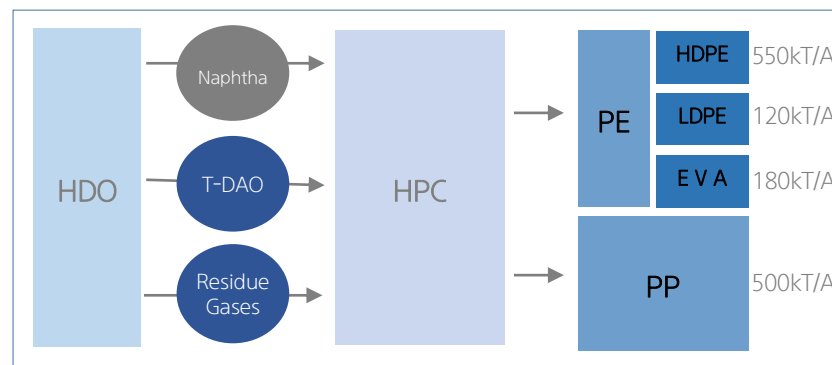 HDO
Naphtha
T-DAO
Residue
Gases
HPC
PE
HDPE
550kT/A
LDPE
120kT/A
E V A
180kT/A
PP
500kT/A